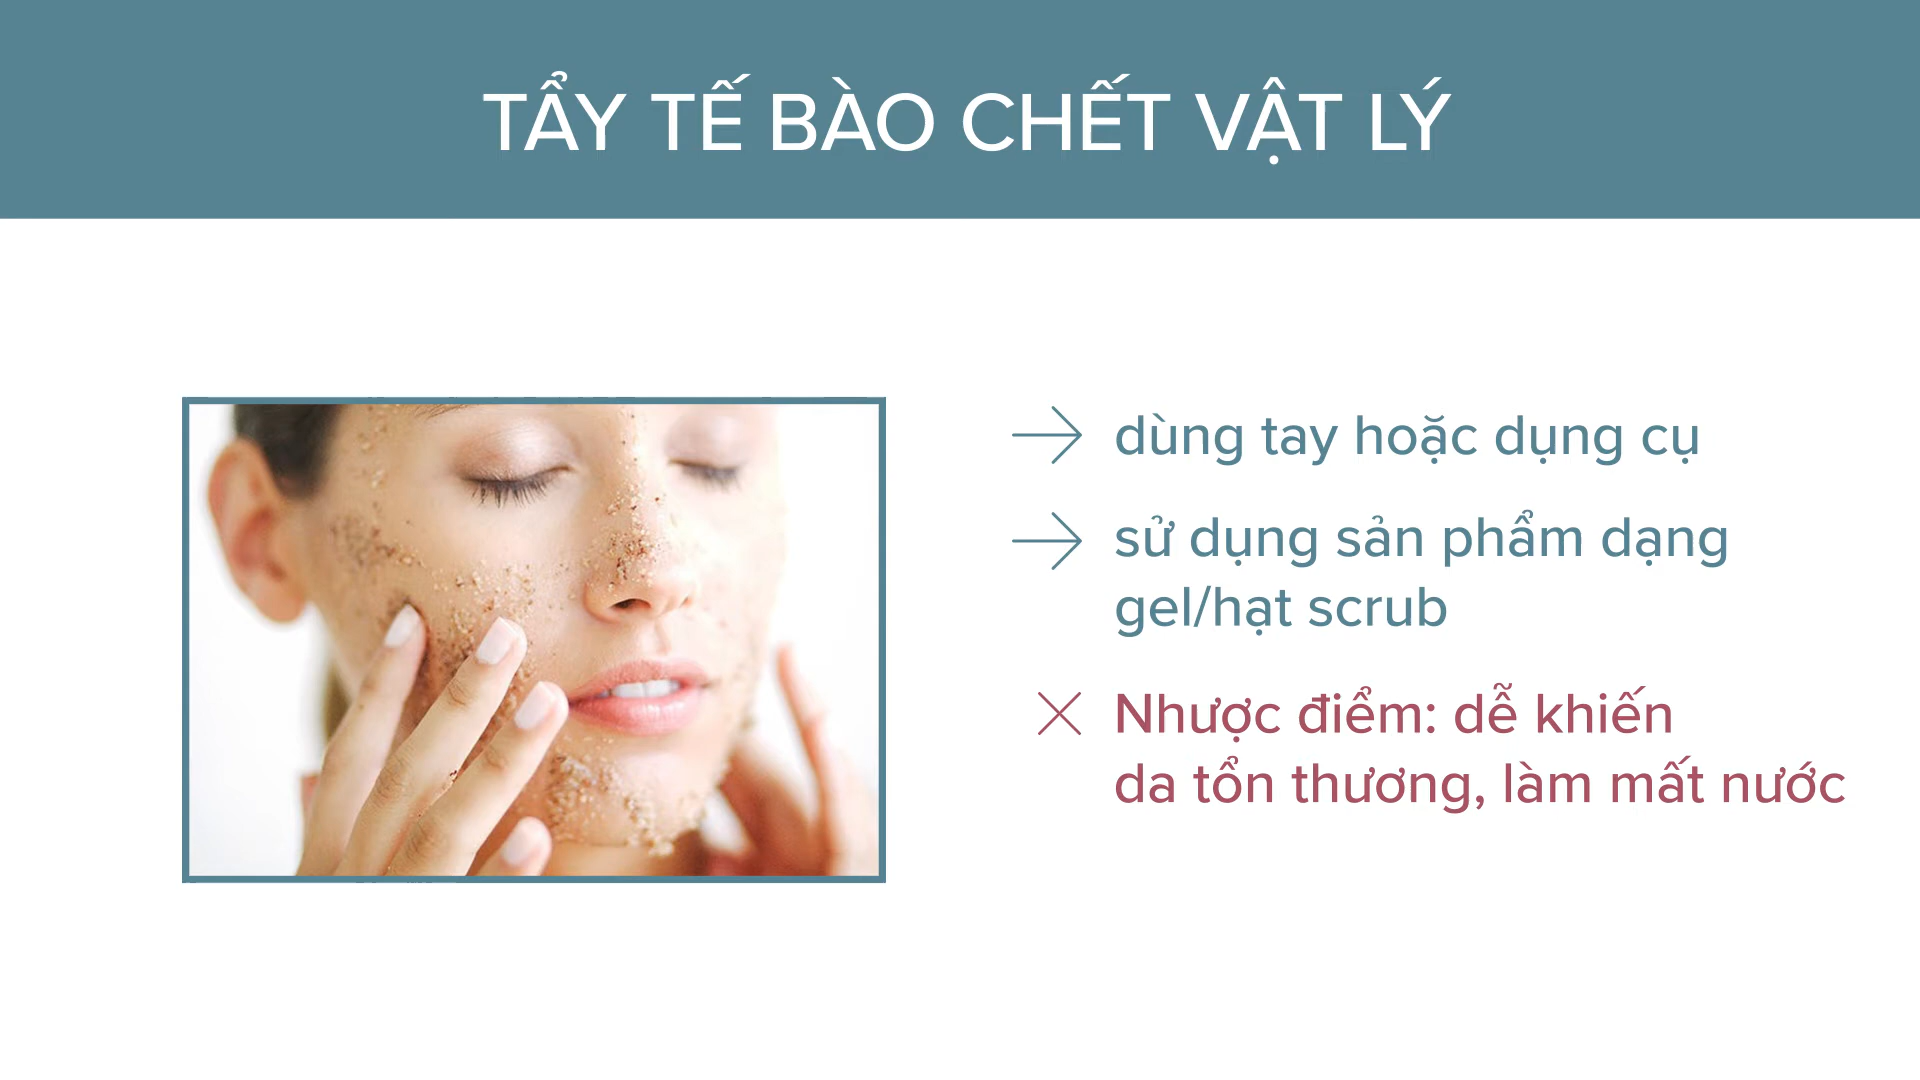 TẨY TẾ BÀO CHẾT VẬT LÝ
dùng tay hoặc dụng cụ
sử dụng sản phẩm dạng
gel/hạt scrub
Nhược điểm: dễ khiến
da tổn thương, làm mất nước